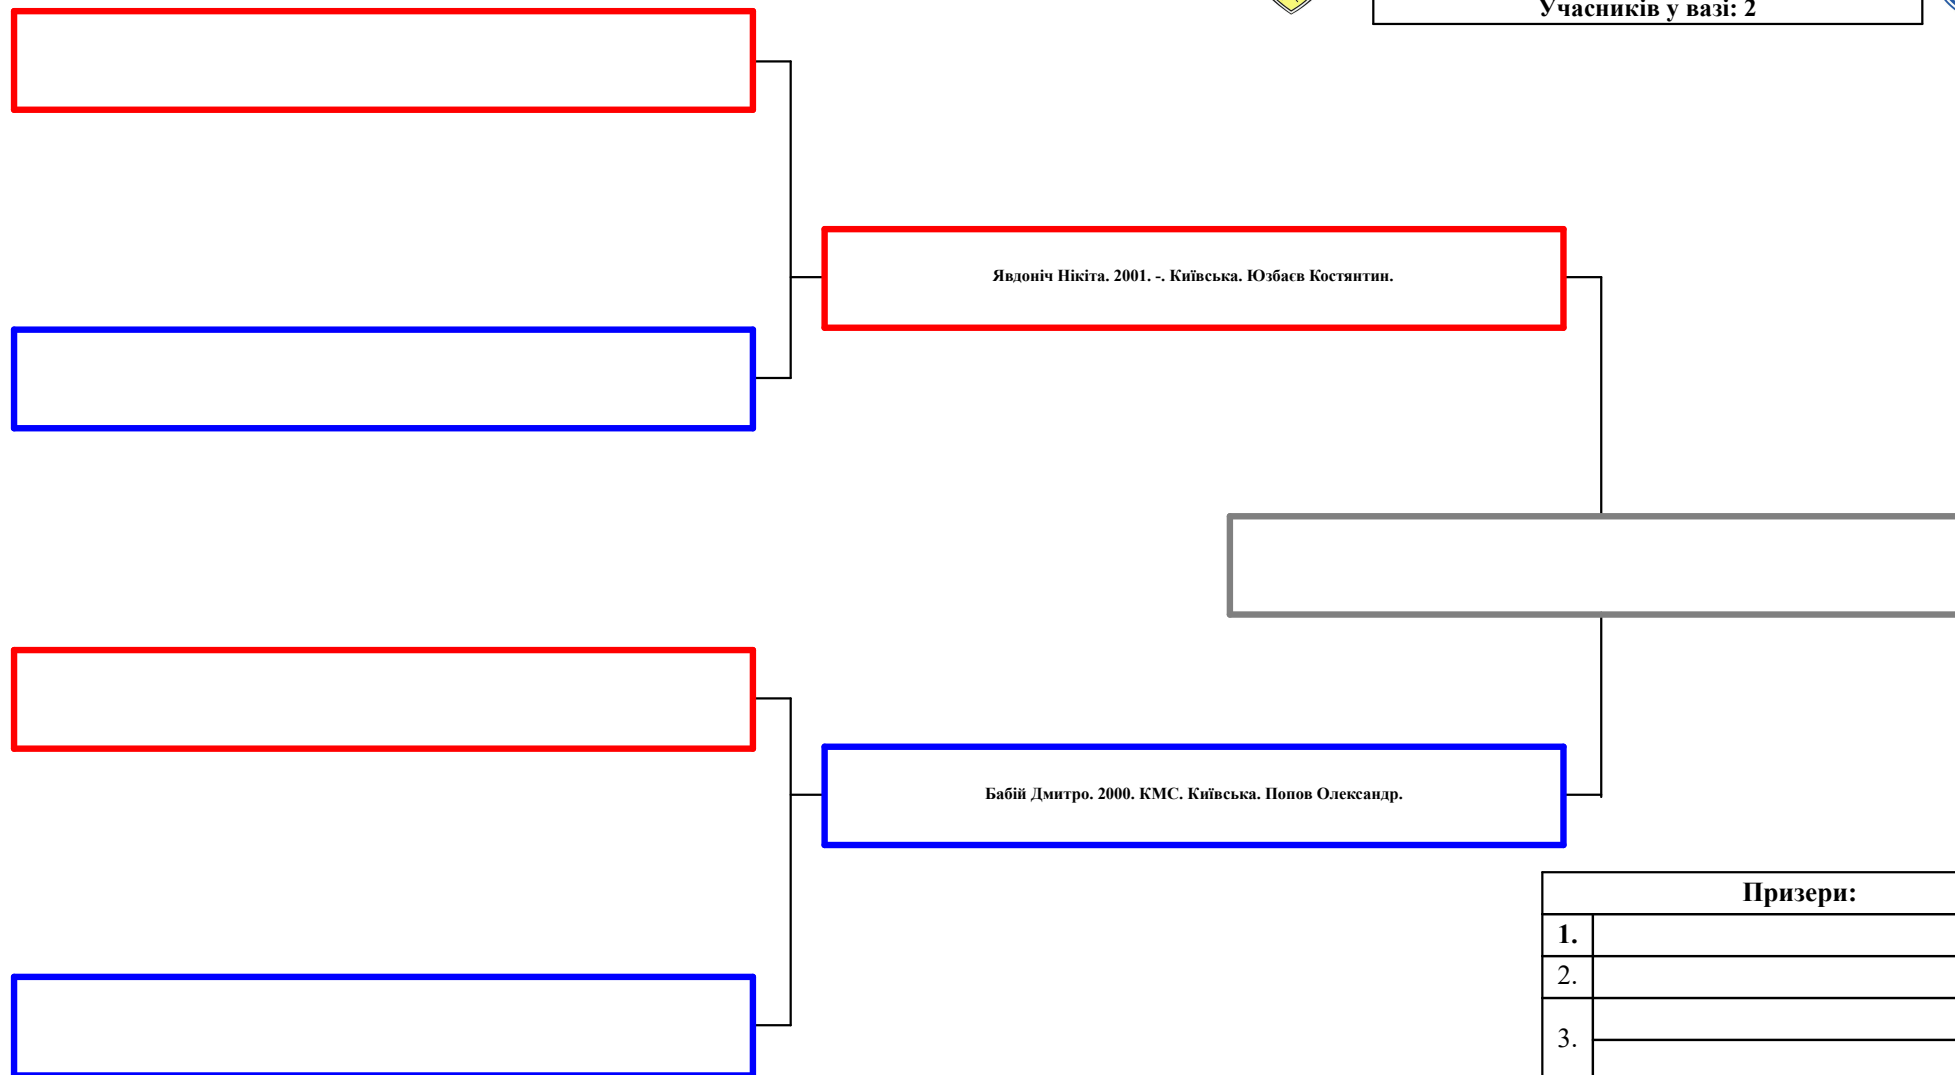 Учасників у вазі: 2
Явдоніч Нікіта. 2001. -. Київська. Юзбаєв Костянтин.
Бабій Дмитро. 2000. КМС. Київська. Попов Олександр.
Призери:
1.
2.
3.